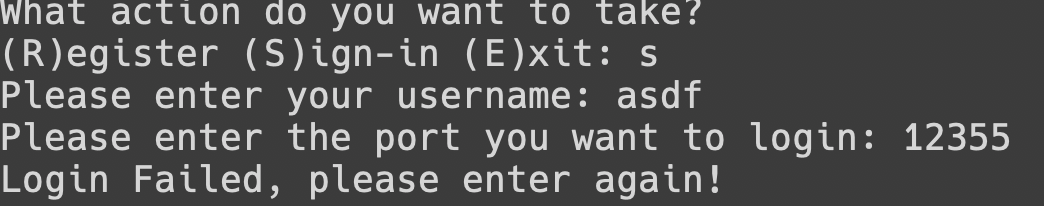 What action do you want to take?
(R)egister (S)ign-in (E)xit: s
Please enter your username: asdf
Please enter the port you want to login: 12355
Login Failed, please enter again!